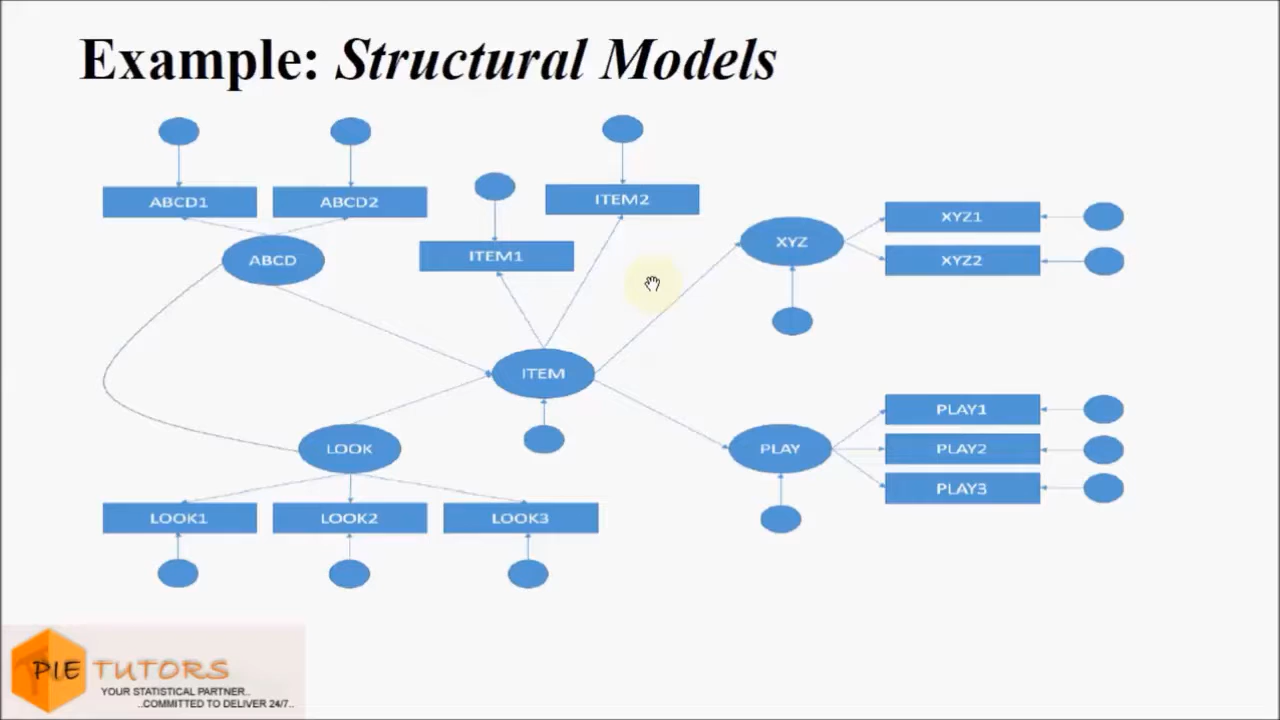 Example: Structural Models
ABCD1
ABCD2
ITEM2
XYZ1
XYZ
ITEM1
ABCD
XYZ2
ITEM
PLAY1
LOOK
PLAY
PLAY2
PLAY3
LOOK1
LOOK2
LOOK3
PIE TUTORS
YOUR STATISTICAL PARTNER..
..COMMITTED TO DELIVER 24/7..